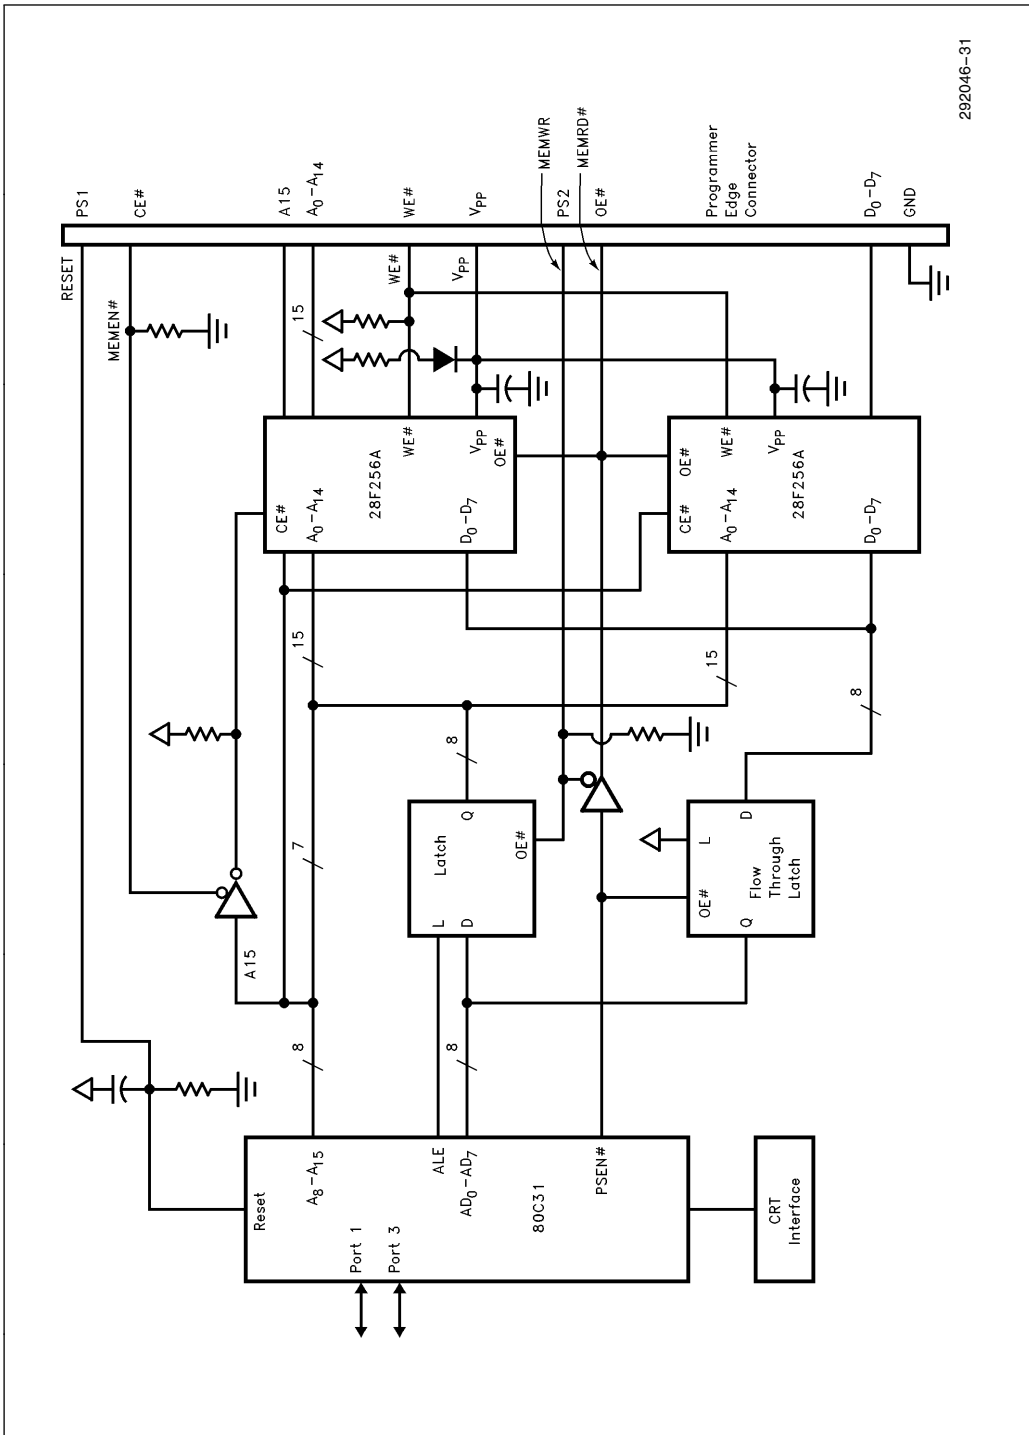 RESET
PS1
MEMEN#
CE#
A15
A15
8
7
15
15
A0-A14
WE#
WE#
VPP
VPP
MEMWR
PS2
MEMRD#
OE#
Programmer
Edge
Connector
D0-D7
GND
CE#
A0-A14
28F256A
WE#
VPP
OE#
D0-D7
OE#
CE#
WE#
A0-A14
VPP
28F256A
D0-D7
15
8
8
8
Latch
L
D
Q
OE#
L
D
OE#
Flow
Through
Latch
Q
Reset
A8-A15
Port 1
Port 3
ALE
AD0-AD7
80C31
PSEN#
CRT
Interface
292046-31